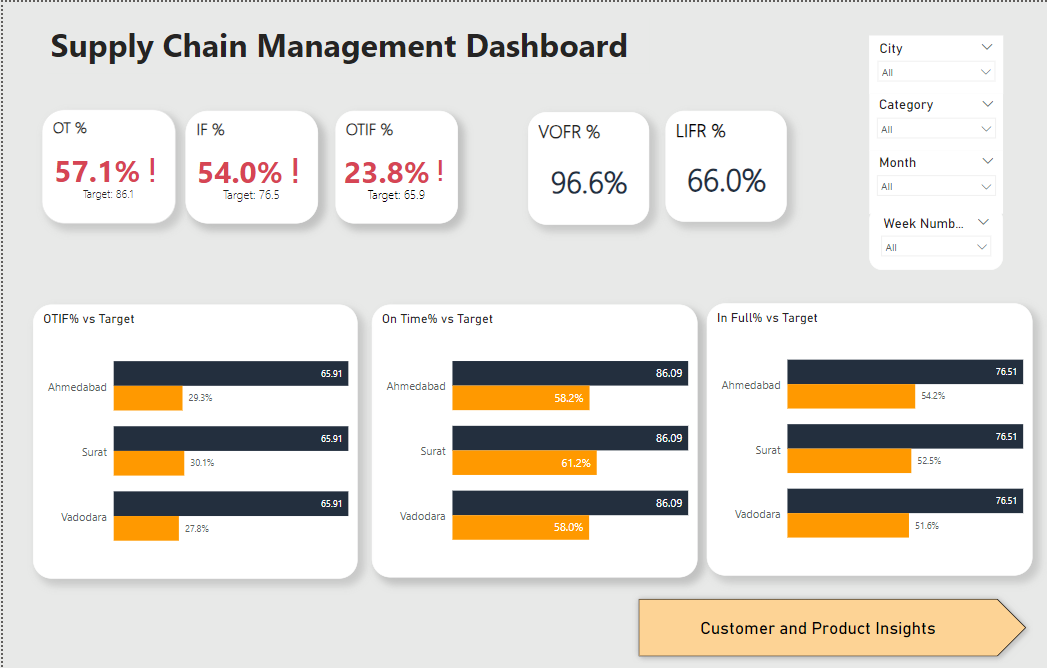 Supply Chain Management Dashboard
City
All
Category
All
Month
All
Week Numb...
All
OT %
57.1% !
Target: 86.1
IF %
54.0% !
Target: 76.5
OTIF %
23.8% !
Target: 65.9
VOFR %
96.6%
LIFR %
66.0%
OTIF% vs Target
Ahmedabad
65.91
29.3%
Surat
65.91
30.1%
Vadodara
65.91
27.8%
On Time% vs Target
Ahmedabad
86.09
58.2%
Surat
86.09
61.2%
Vadodara
86.09
58.0%
In Full% vs Target
Ahmedabad
76.51
54.2%
Surat
76.51
52.5%
Vadodara
76.51
51.6%
Customer and Product Insights